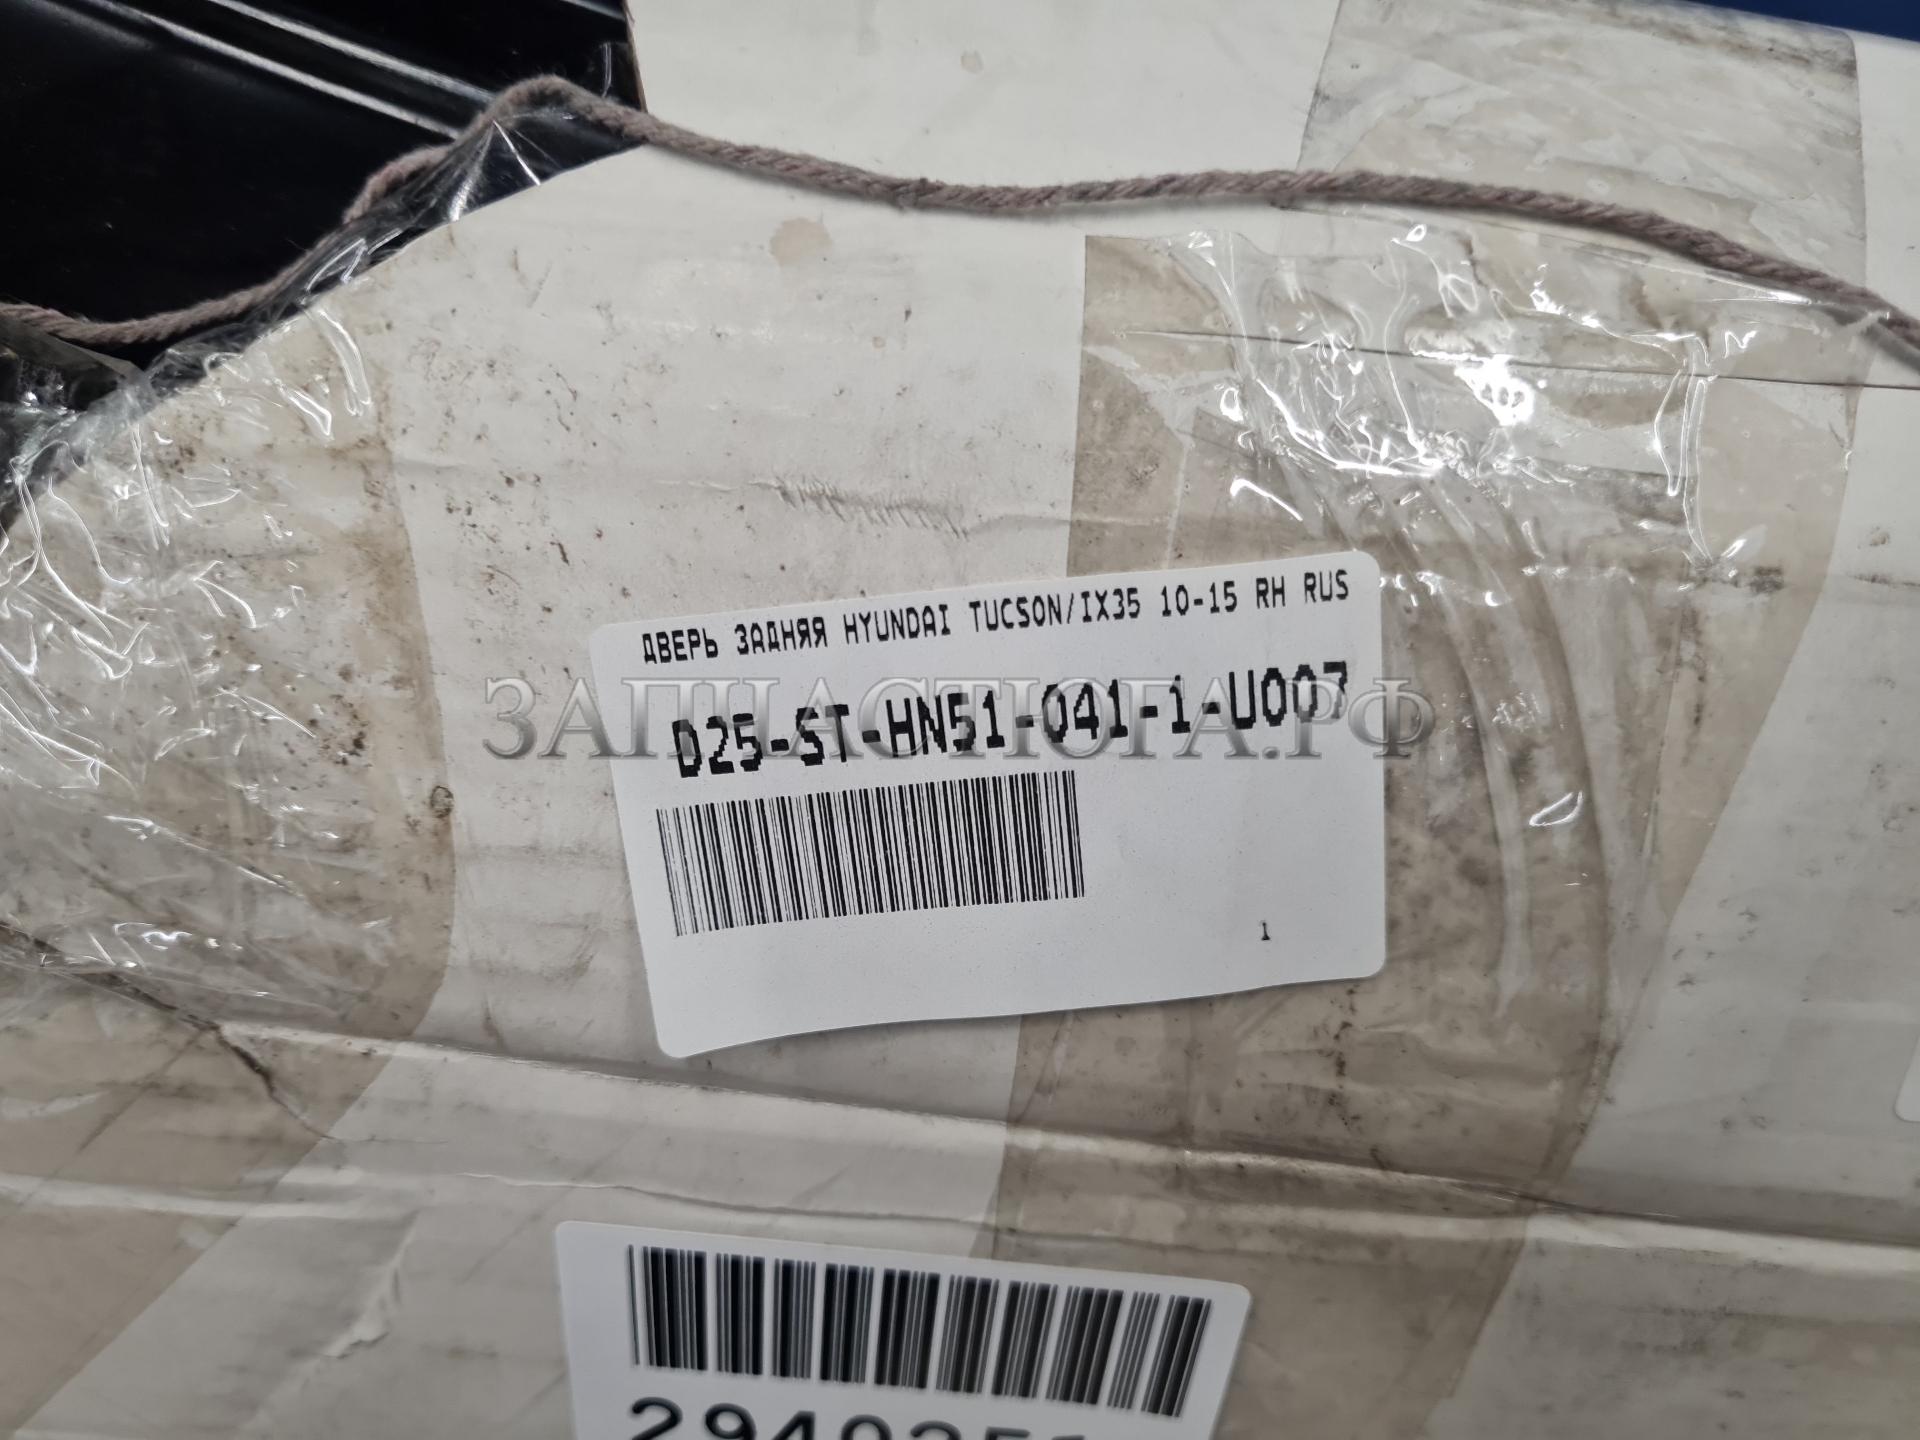 ДВЕРЬ ЗАДНЯЯ HYUNDAI TUCSON/IX35 10-15 RH RUS
D25-ST-HN51-041-1-U007
ЗАПЧАСТЮГА.РФ
1